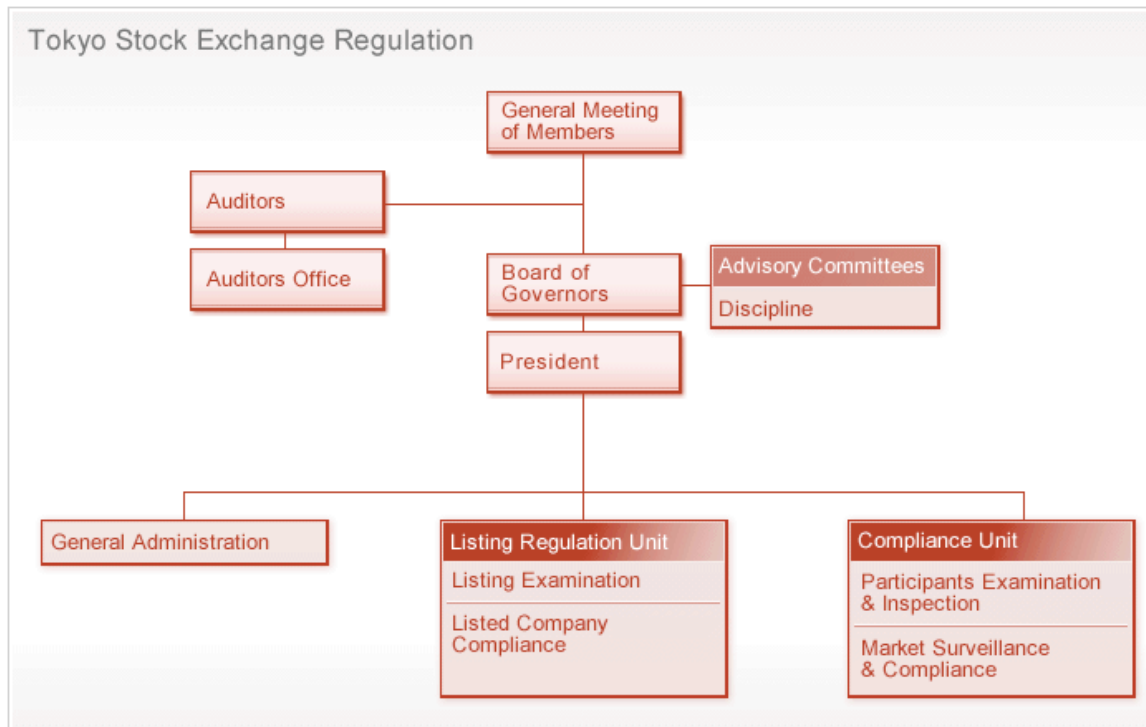 Tokyo Stock Exchange Regulation
General Meeting
of Members
Auditors
Auditors Office
Board of
Governors
Advisory Committees
Discipline
President
General Administration
Listing Regulation Unit
Listing Examination
Listed Company
Compliance
Compliance Unit
Participants Examination
& Inspection
Market Surveillance
& Compliance